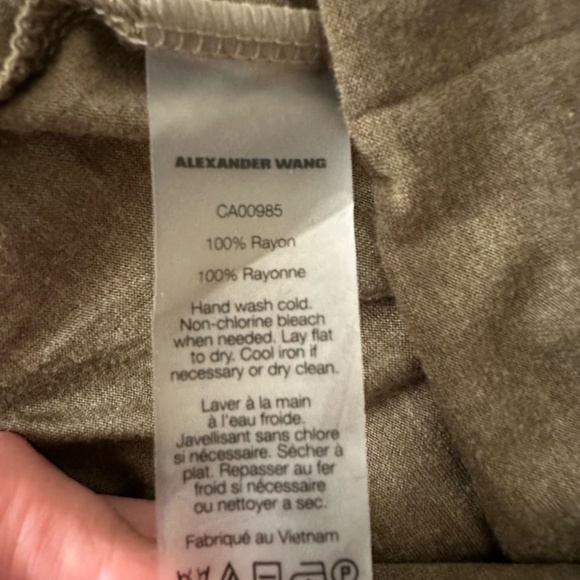 ALEXANDER WANG
CA00985
100% Rayon
100% Rayonne
Hand wash cold.
Non-chlorine bleach
when needed. Lay flat
to dry. Cool iron if
necessary or dry clean.
Laver à la main
à l'eau froide.
Javellisant sans chlore
si nécessaire. Sécher à
plat. Repasser au fer
froid si nécessaire
ou nettoyer a sec.
Fabriqué au Vietnam
P